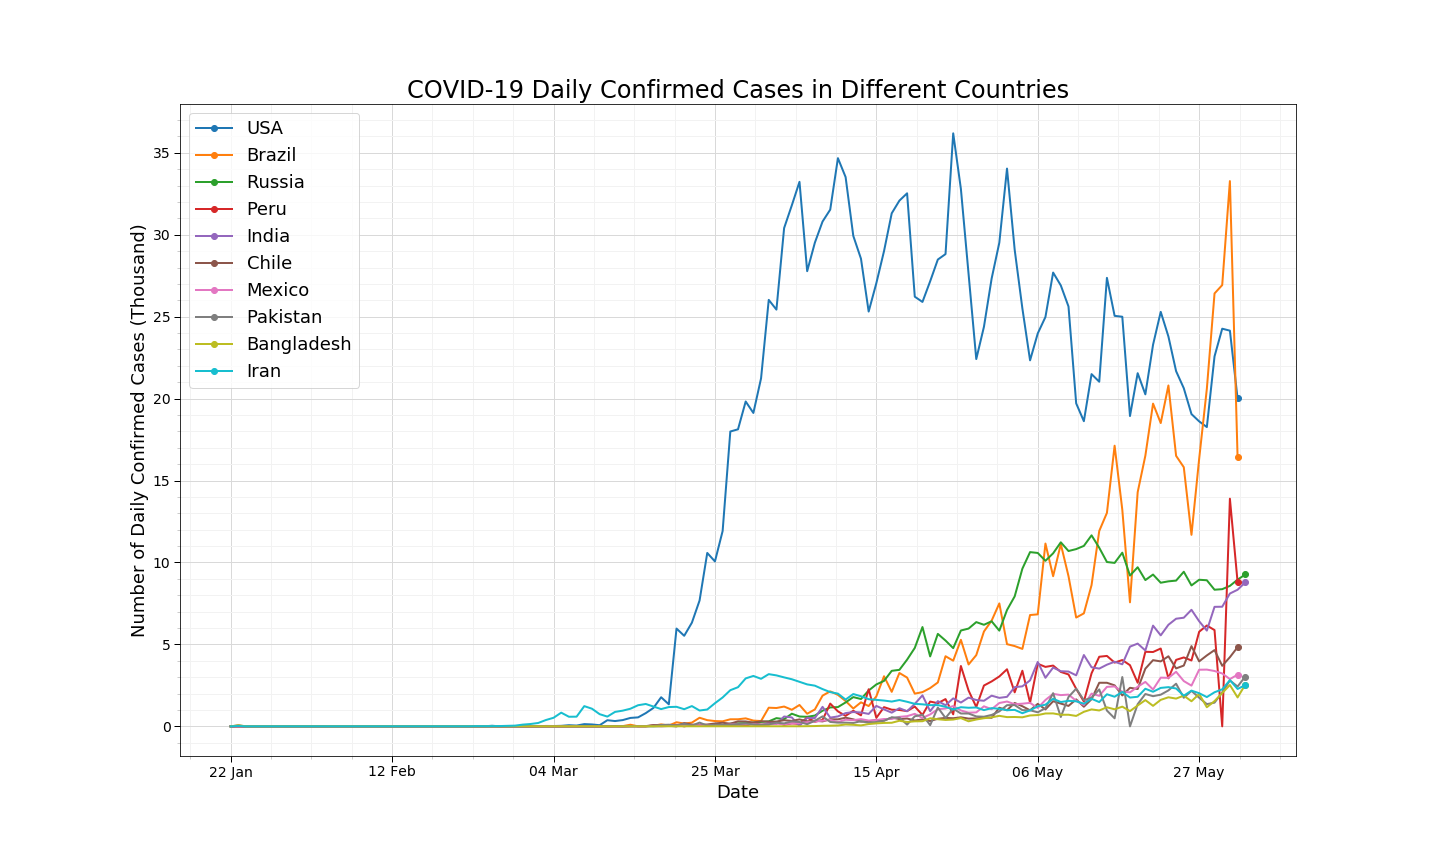 COVID-19 Daily Confirmed Cases in Different Countries
USA
Brazil
Russia
Peru
India
Chile
Mexico
Pakistan
Bangladesh
Iran
Number of Daily Confirmed Cases (Thousand)
35
30
25
20
15
10
5
0
22 Jan
12 Feb
04 Mar
25 Mar
15 Apr
06 May
27 May
Date